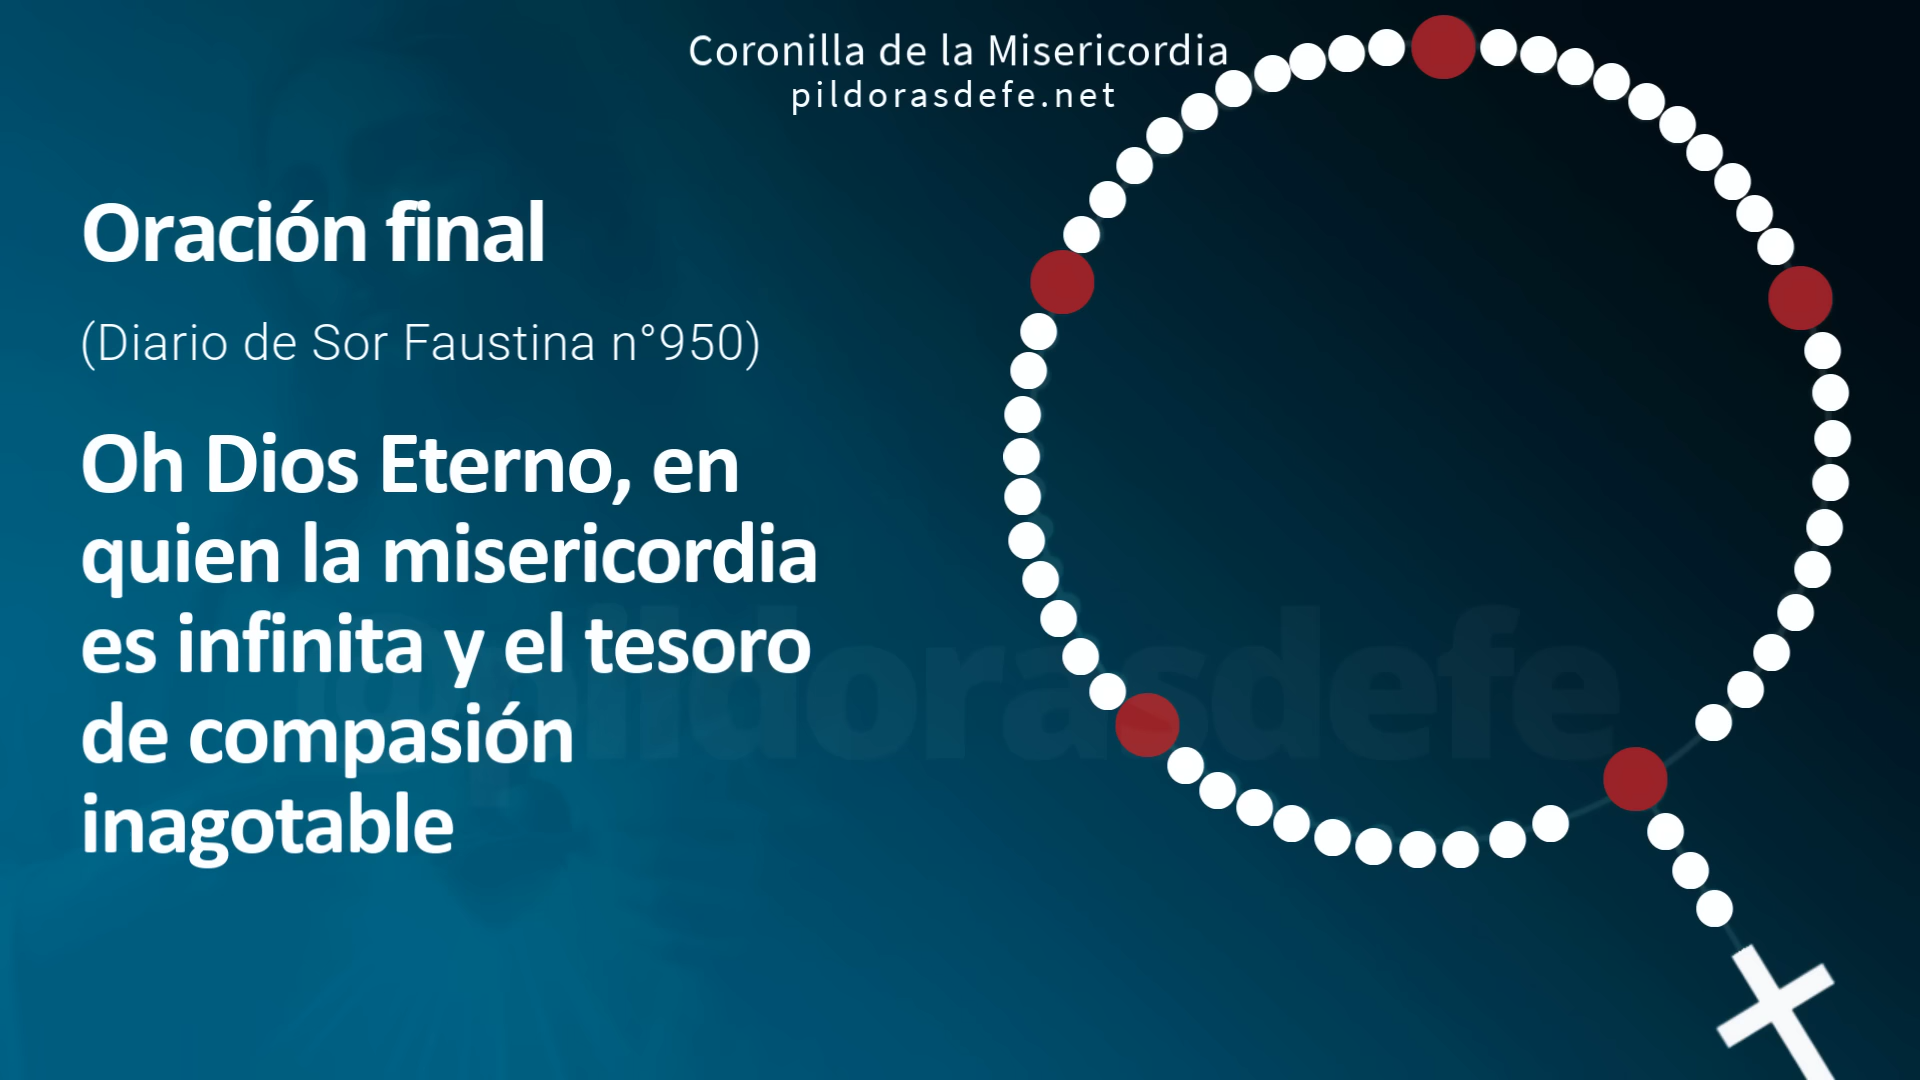 Coronilla de la Misericordia
pildorasdefe.net
Oración final
(Diario de Sor Faustina n°950)
Oh Dios Eterno, en
quien la misericordia
es infinita y el tesoro
de compasión
inagotable
@pildorasdefe